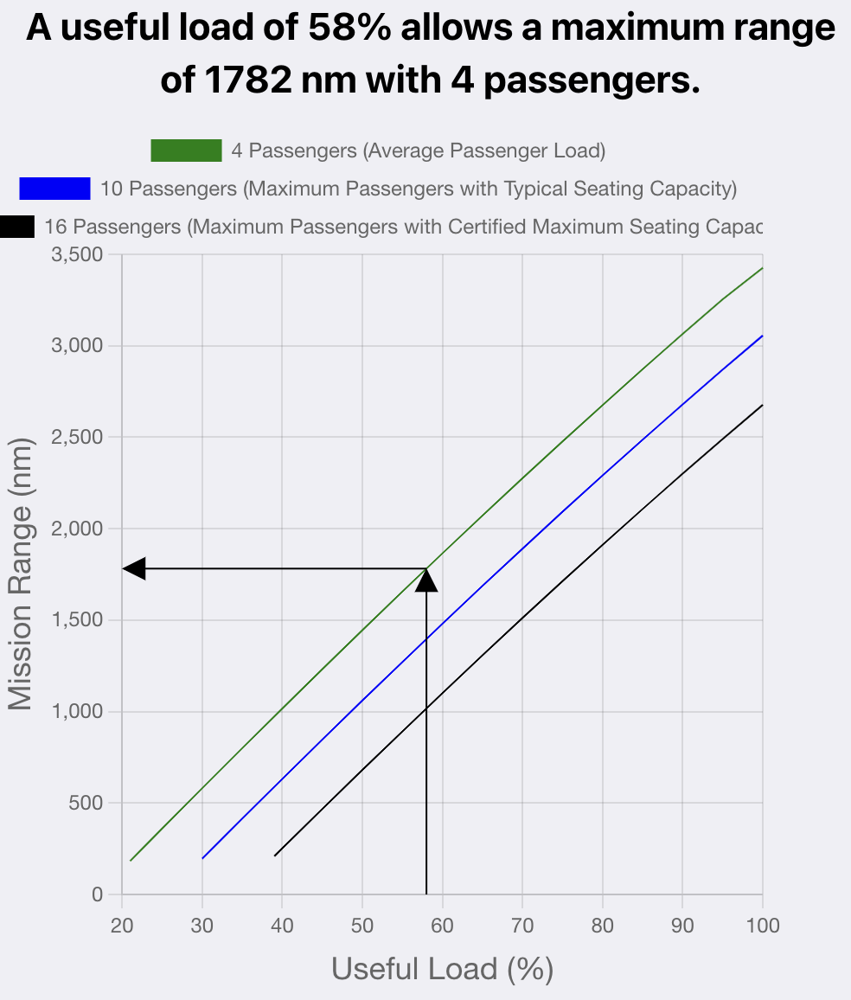 A useful load of 58% allows a maximum range
of 1782 nm with 4 passengers.
4 Passengers (Average Passenger Load)
10 Passengers (Maximum Passengers with Typical Seating Capacity)
16 Passengers (Maximum Passengers with Certified Maximum Seating Capac
3,500
3,000
2,500
2,000
1,500
1,000
500
0
Mission Range (nm)
20 30 40 50 60 70 80 90 100
Useful Load (%)